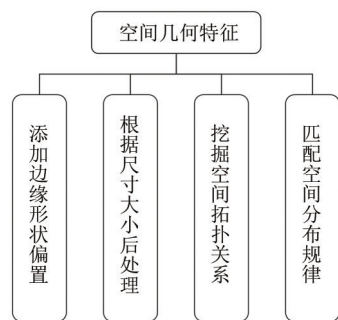 空间几何特征
添加边缘形状偏置
根据尺寸大小后处理
挖掘空间拓扑关系
匹配空间分布规律